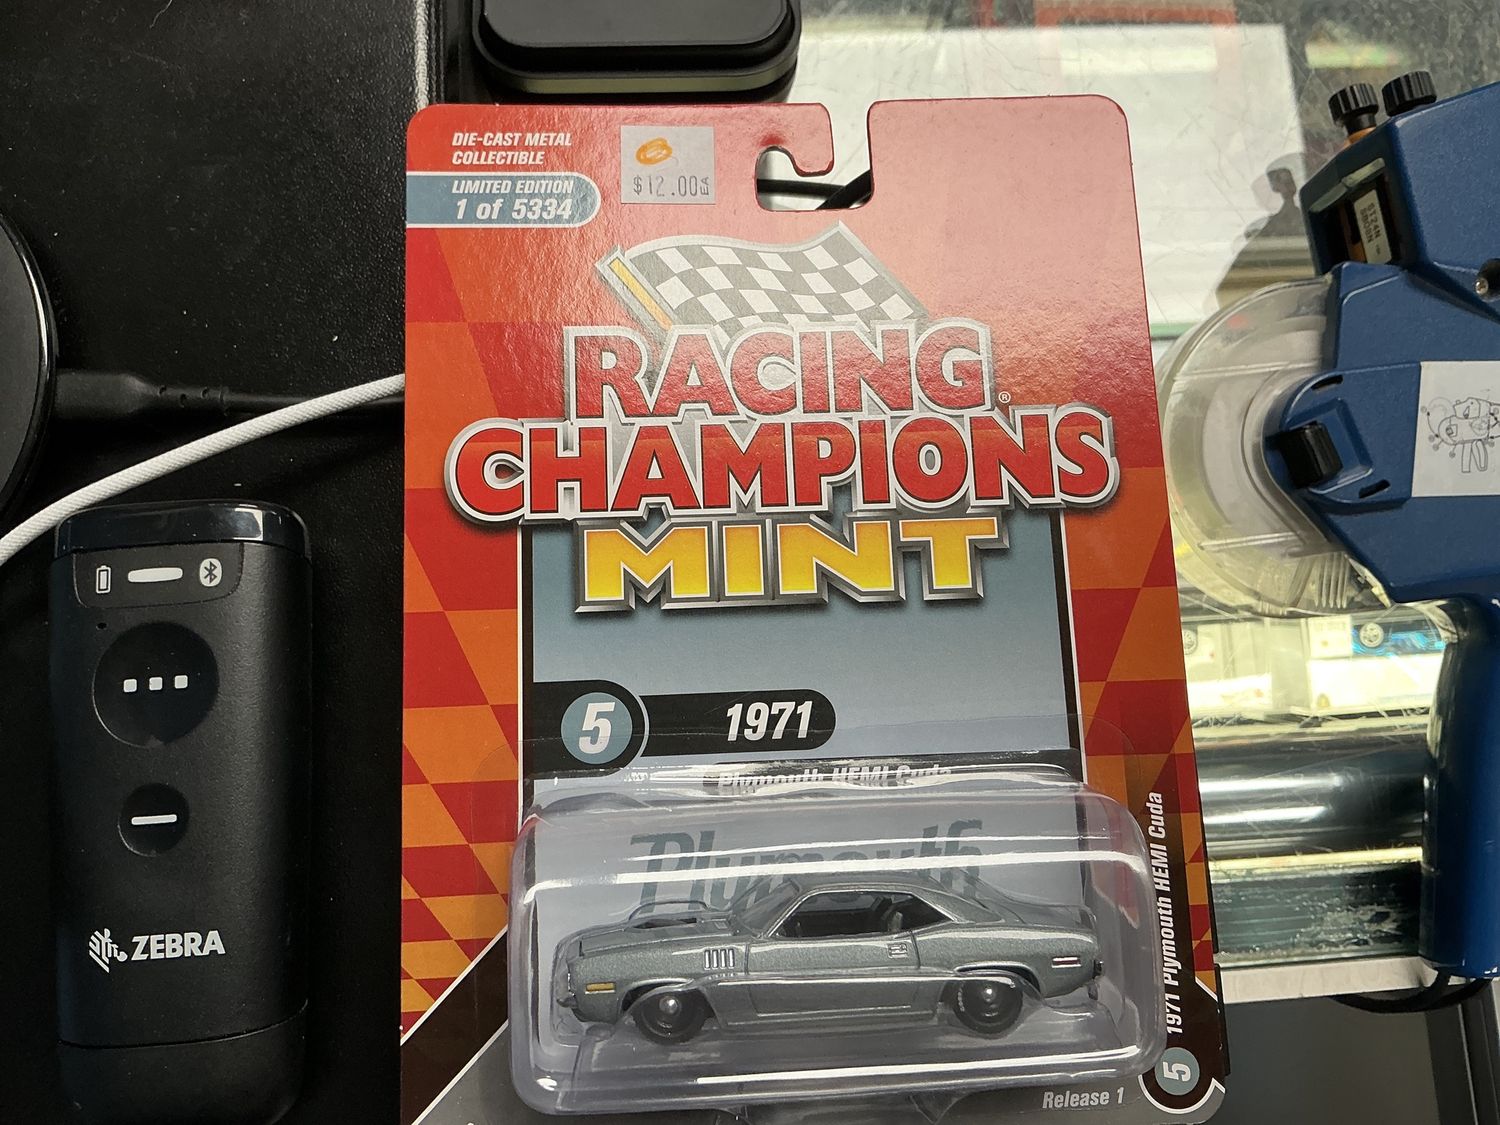 DIE-CAST METAL
COLLECTIBLE
LIMITED EDITION
1 of 5334
$12.00
RACING
CHAMPIONS®
MINT
5
1971
Plymouth HEMI Cuda
Plymouth
1971 Plymouth HEMI Cuda
5
Release 1
ZEBRA